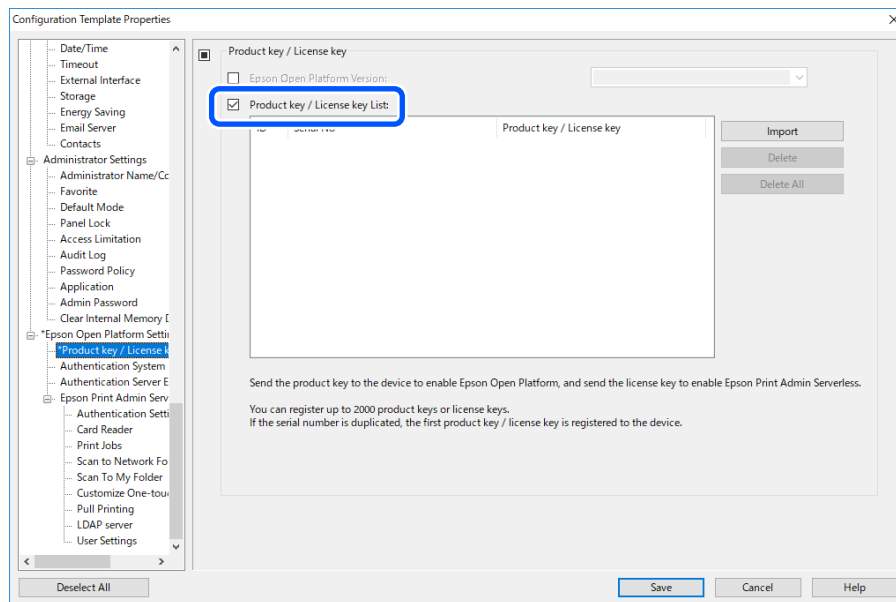 Configuration Template Properties
Date/Time
Timeout
External Interface
Storage
Energy Saving
Email Server
Contacts
Administrator Settings
Administrator Name/Cc
Favorite
Default Mode
Panel Lock
Access Limitation
Audit Log
Password Policy
Application
Admin Password
Clear Internal Memory
*Epson Open Platform Setti
*Product key / License k
Authentication System
Authentication Server E
Epson Print Admin Serv
Authentication Setti
Card Reader
Print Jobs
Scan to Network Fo
Scan To My Folder
Customize One-tou
Pull Printing
LDAP server
User Settings
Product key / License key
Epson Open Platform Version:
Product key / License key List:
ID Serial No Product key / License key
Import
Delete
Delete All
Send the product key to the device to enable Epson Open Platform, and send the license key to enable Epson Print Admin Serverless.
You can register up to 2000 product keys or license keys.
If the serial number is duplicated, the first product key / license key is registered to the device.
Deselect All Save Cancel Help